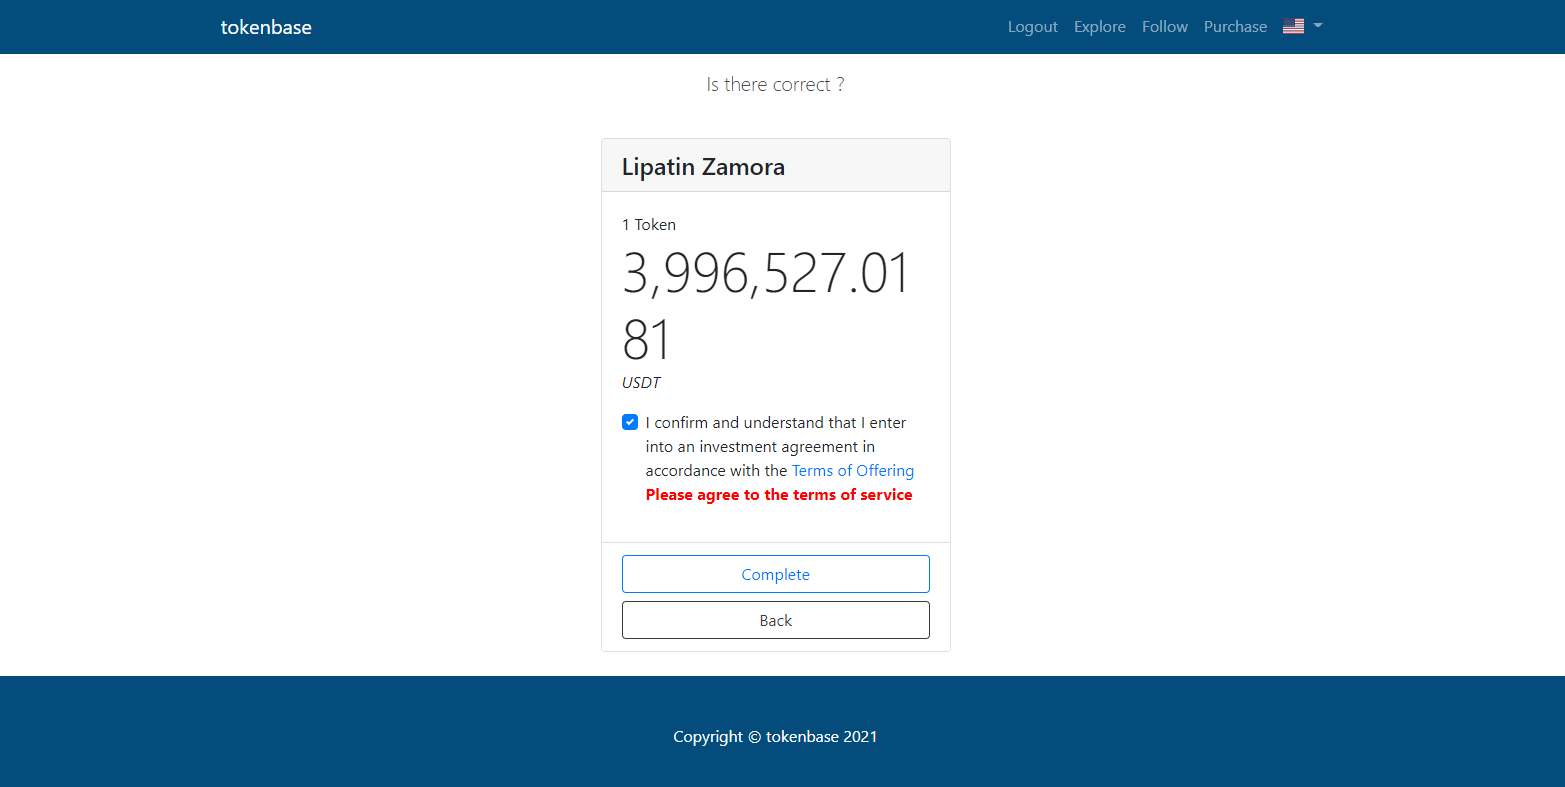 tokenbase
Logout Explore Follow Purchase
Is there correct ?
Lipatin Zamora
1 Token
3,996,527.01
81
USDT
I confirm and understand that I enter
into an investment agreement in
accordance with the Terms of Offering
Please agree to the terms of service
Complete
Back
Copyright © tokenbase 2021